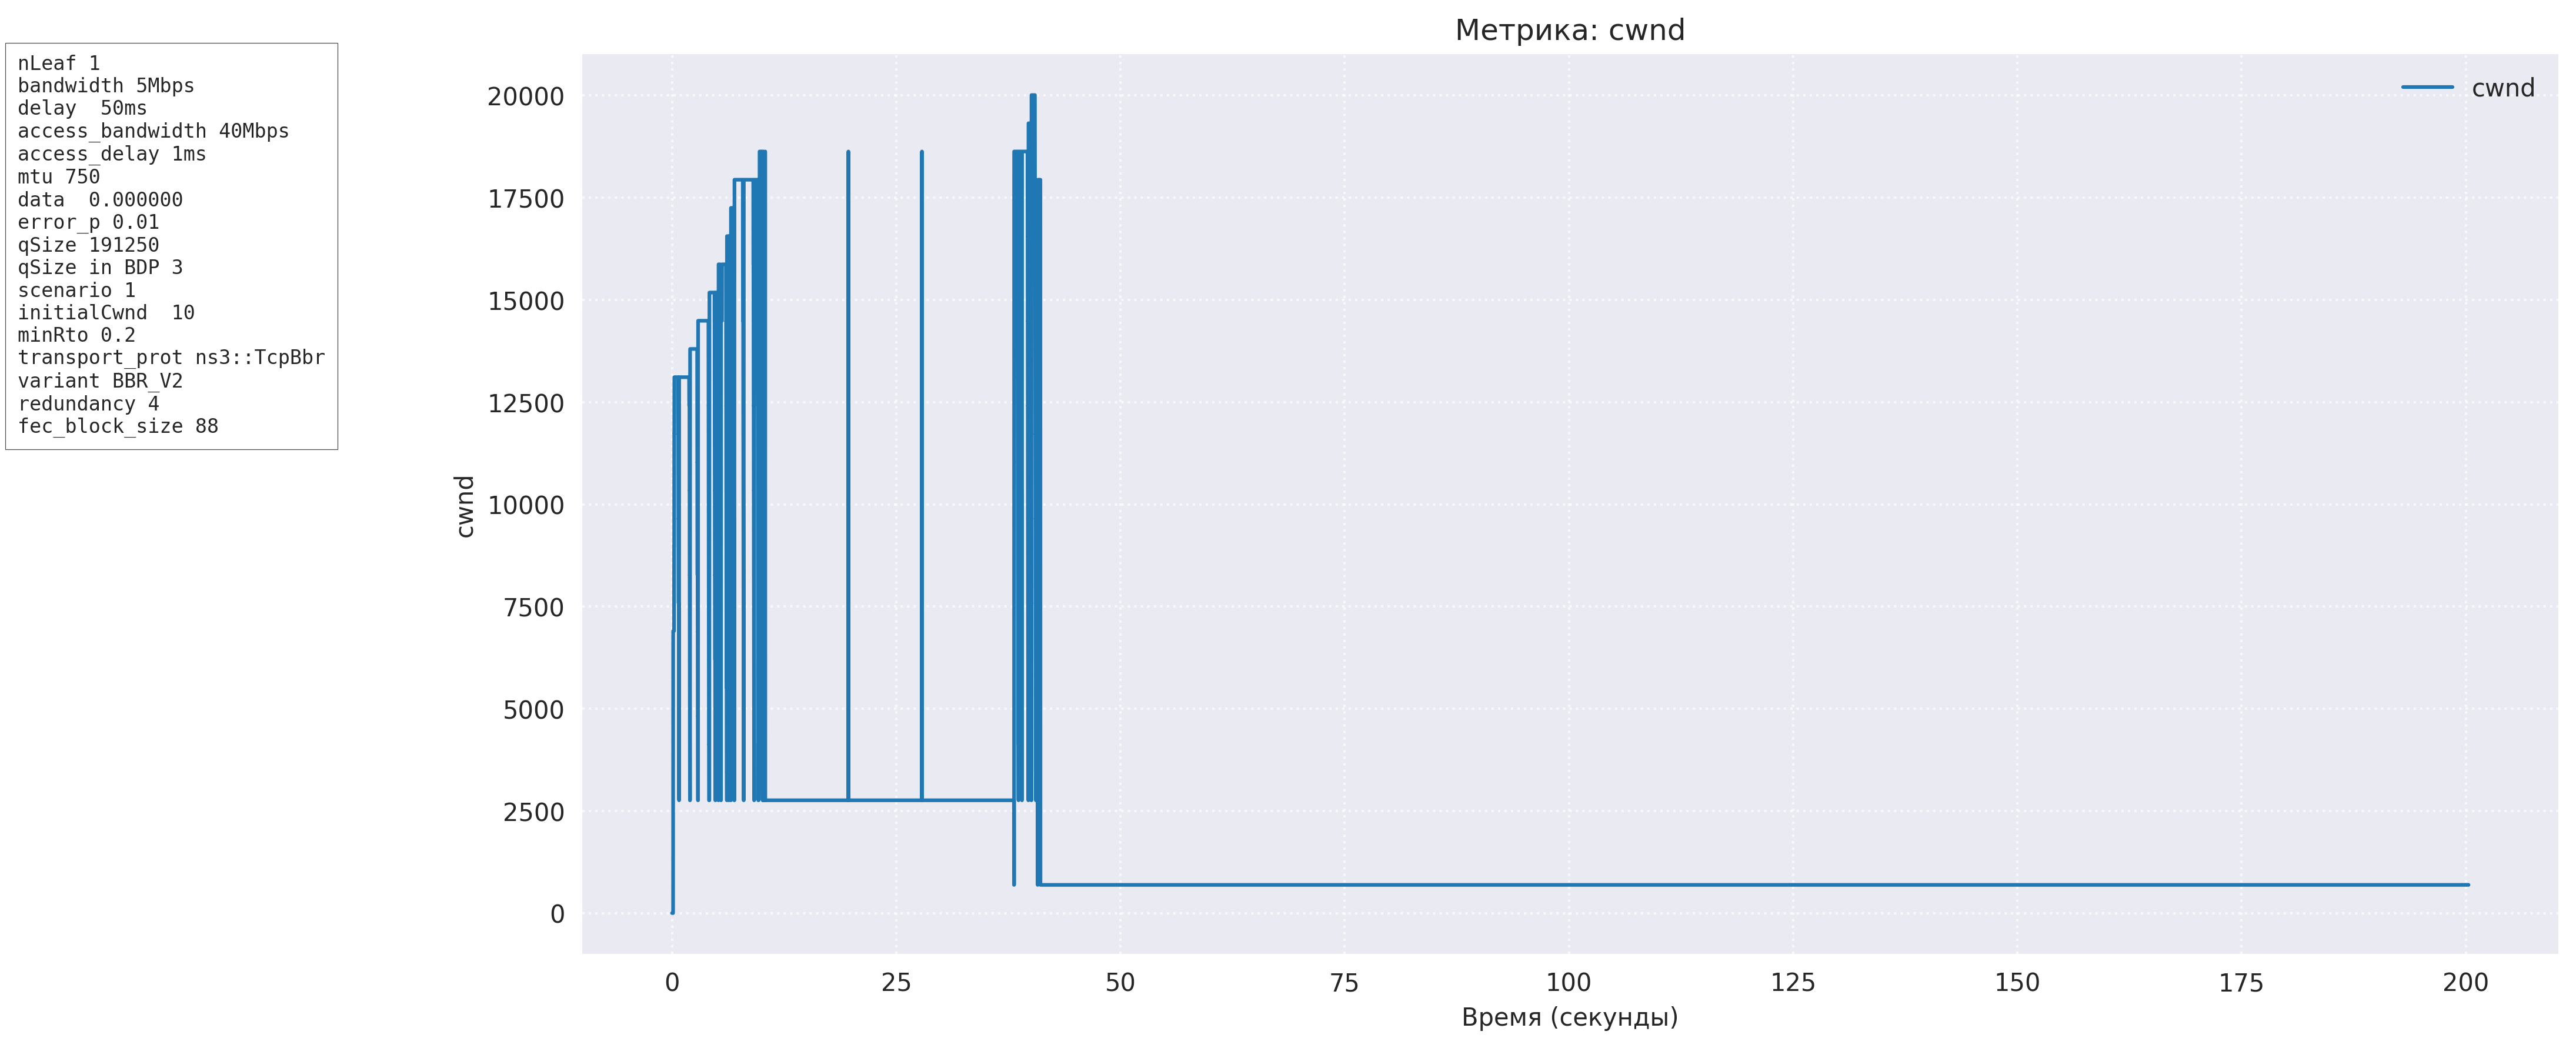 Метрика: cwnd
nLeaf 1
bandwidth 5Mbps
delay  50ms
access_bandwidth 40Mbps
access_delay 1ms
mtu 750
data  0.000000
error_p 0.01
qSize 191250
qSize in BDP 3
scenario 1
initialCwnd  10
minRto 0.2
transport_prot ns3::TcpBbr
variant BBR_V2
redundancy 4
fec_block_size 88
cwnd
20000
17500
15000
12500
10000
7500
5000
2500
0
cwnd
0 25 50 75 100 125 150 175 200
Время (секунды)